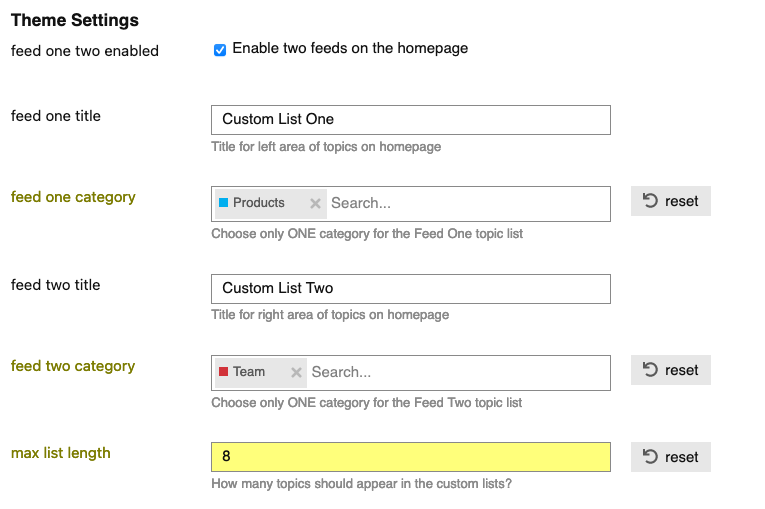 Theme Settings
feed one two enabled
Enable two feeds on the homepage
feed one title
Custom List One
Title for left area of topics on homepage
feed one category
Products × Search...
reset
Choose only ONE category for the Feed One topic list
feed two title
Custom List Two
Title for right area of topics on homepage
feed two category
Team × Search...
reset
Choose only ONE category for the Feed Two topic list
max list length
8
reset
How many topics should appear in the custom lists?